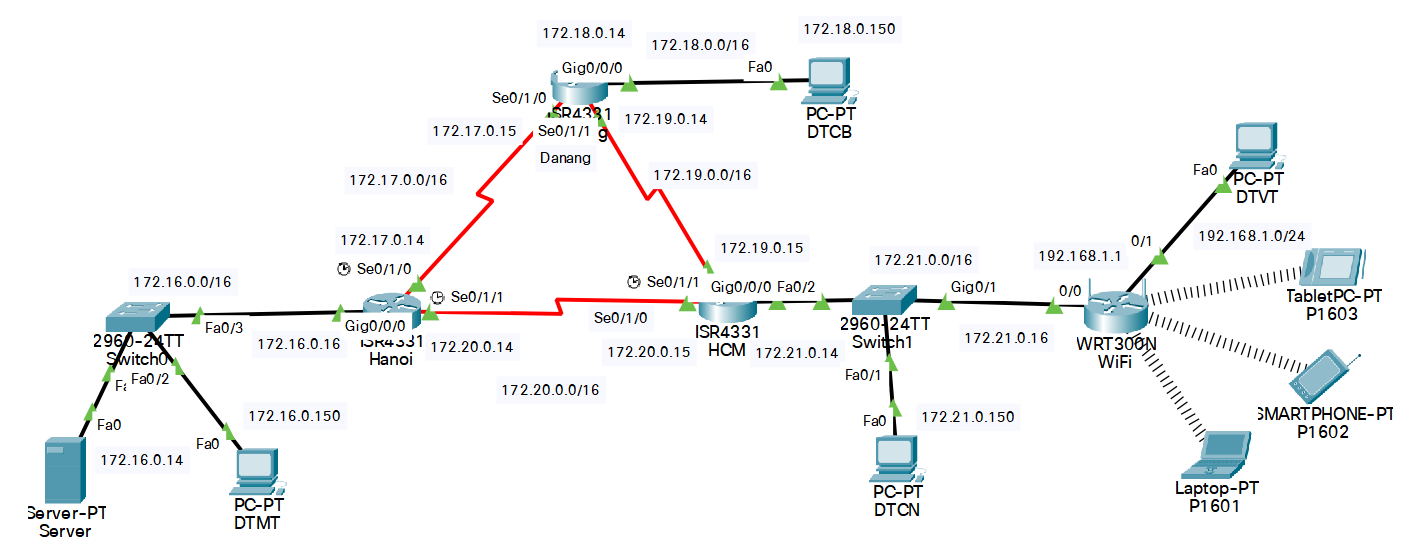 172.18.0.14
172.18.0.0/16
172.18.0.150
Gig0/0/0
Fa0
Se0/1/0
ISR4331
g
PC-PT
DTCB
172.17.0.15
Se0/1/1
172.19.0.14
Danang
172.17.0.0/16
172.19.0.0/16
Fa0
PC-PT
DTVT
172.17.0.14
Se0/1/0
172.19.0.15
0/1
192.168.1.0/24
192.168.1.1
172.16.0.0/16
Se0/1/1
Se0/1/1
Gig0/0/0
Fa0/2
172.21.0.0/16
Gig0/1
0/0
TabletPC-PT
P1603
2960-24TT
Switch0
Fa0/3
Gig0/0/0
ISR4331
Hanoi
172.16.0.16
172.20.0.14
Se0/1/0
ISR4331
HCM
172.20.0.15
172.21.0.14
2960-24TT
Switch1
172.21.0.16
WRT300N
WiFi
Fa0/2
172.20.0.0/16
Fa0/1
SMARTPHONE-PT
P1602
Fa0
172.16.0.150
Fa0
172.16.0.14
Fa0
172.21.0.150
Server-PT
Server
PC-PT
DTMT
PC-PT
DTCN
Laptop-PT
P1601